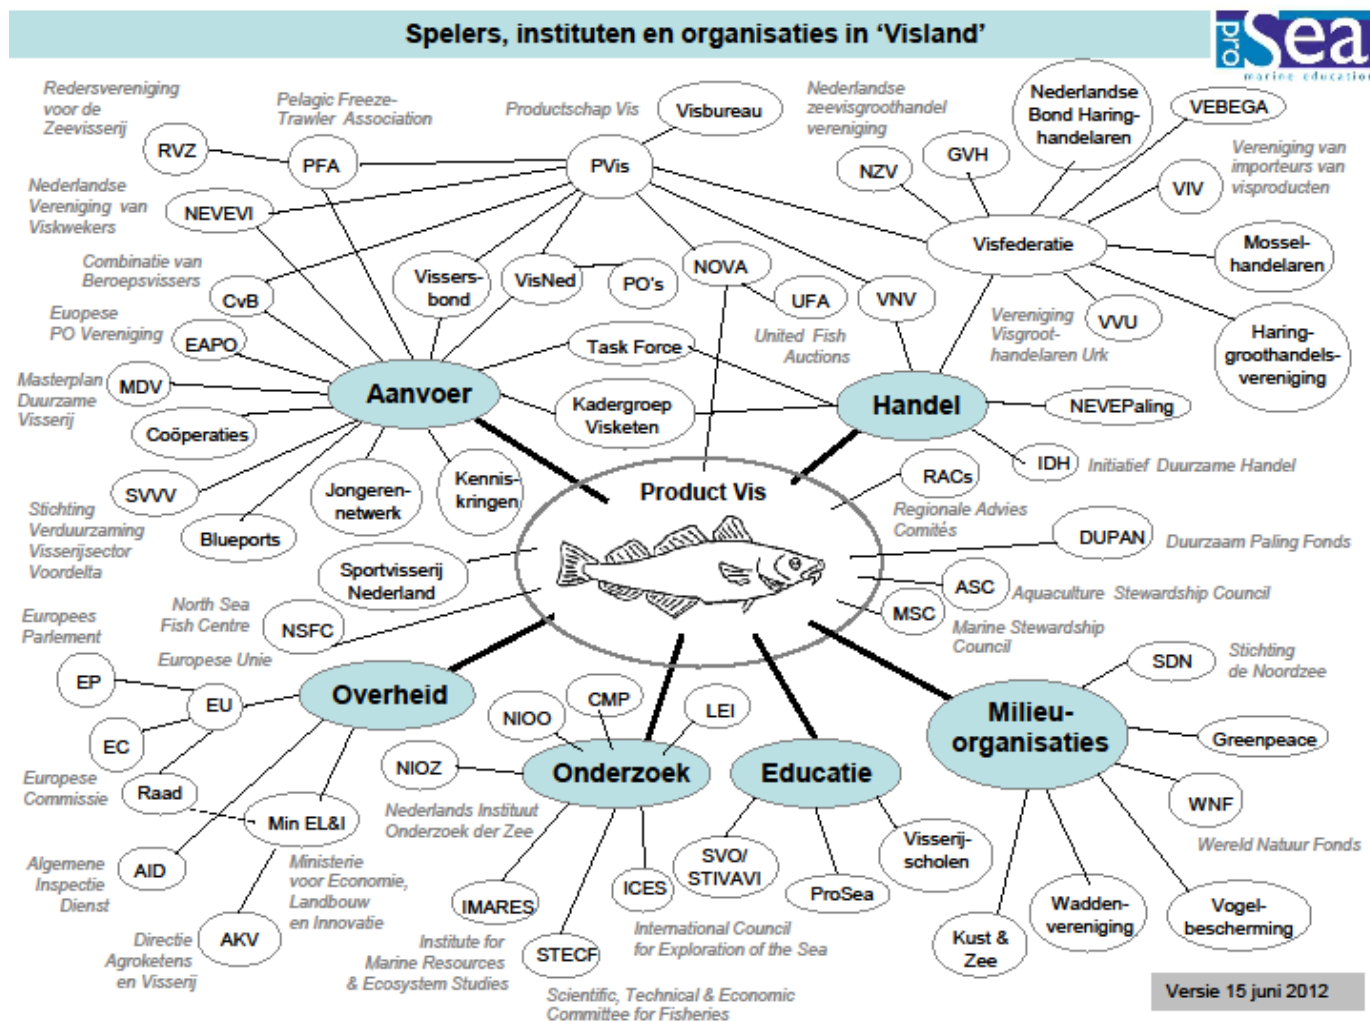 Spelers, instituten en organisaties in ‘Visland’
pro
Sea
marine education
Redersvereniging
voor de
Zeevisserij
Pelagic Freeze-
Trawler Association
Productschap Vis
Visbureau
Nederlandse
zeevisgroothandel
vereniging
Nederlandse
Bond Haring-
handelaren
VEBEGA
RVZ
PFA
PVis
NZV
GVH
VIV
Vereniging van
importeurs van
visproducten
Nederlandse
Vereniging van
Viskwekers
NEVEVI
Visfederatie
Mossel-
handelaren
Combinatie van
Beroepsvissers
CvB
Vissers-
bond
VisNed
PO's
NOVA
UFA
VNV
United Fish
Auctions
Vereniging
Visgroot-
handelaren Urk
VVU
Haring-
groothandels-
vereniging
Euopese
PO Vereniging
EAPO
Task Force
Masterplan
Duurzame
Visserij
MDV
Aanvoer
Kadergroep
Visketen
Handel
NEVEPaling
Coöperaties
IDH
Initiatief Duurzame Handel
SVVV
Jongeren-
netwerk
Kennis-
kringen
Product Vis
RACs
Regionale Advies
Comités
Stichting
Verduurzaming
Visserijsector
Voordelta
Blueports
DUPAN
Duurzaam Paling Fonds
Sportvisserij
Nederland
ASC
Aquaculture Stewardship Council
MSC
Marine Stewardship
Council
North Sea
Fish Centre
NSFC
Europees
Parlement
Europese Unie
EP
EU
Overheid
SDN
Stichting
de Noordzee
EC
NIOO
CMP
LEI
Milieu-
organisaties
Greenpeace
Europese
Commissie
Raad
NIOZ
Onderzoek
Educatie
WNF
Wereld Natuur Fonds
Min EL&I
Nederlands Instituut
Onderzoek der Zee
Algemene
Inspectie
Dienst
AID
Ministerie
voor Economie,
Landbouw
en Innovatie
IMARES
ICES
SVO/
STIVAVI
ProSea
Visserij-
scholen
Directie
Agroketens
en Visserij
AKV
Institute for
Marine Resources
& Ecosystem Studies
STECF
International Council
for Exploration of the Sea
Kust &
Zee
Wadden-
vereniging
Vogel-
bescherming
Scientific, Technical & Economic
Committee for Fisheries
Versie 15 juni 2012